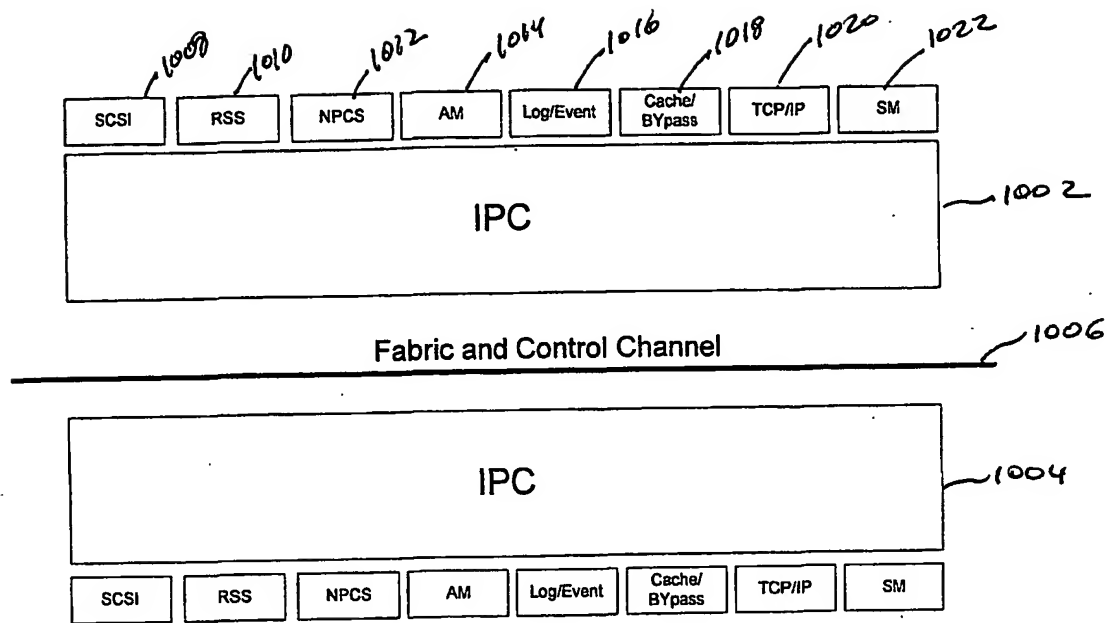 1008 1010 1012 1014 1016 1018 1020 1022
SCSI RSS NPCS AM Log/Event Cache/ BYpass TCP/IP SM
IPC
1002
Fabric and Control Channel
1006
IPC
1004
SCSI RSS NPCS AM Log/Event Cache/ BYpass TCP/IP SM